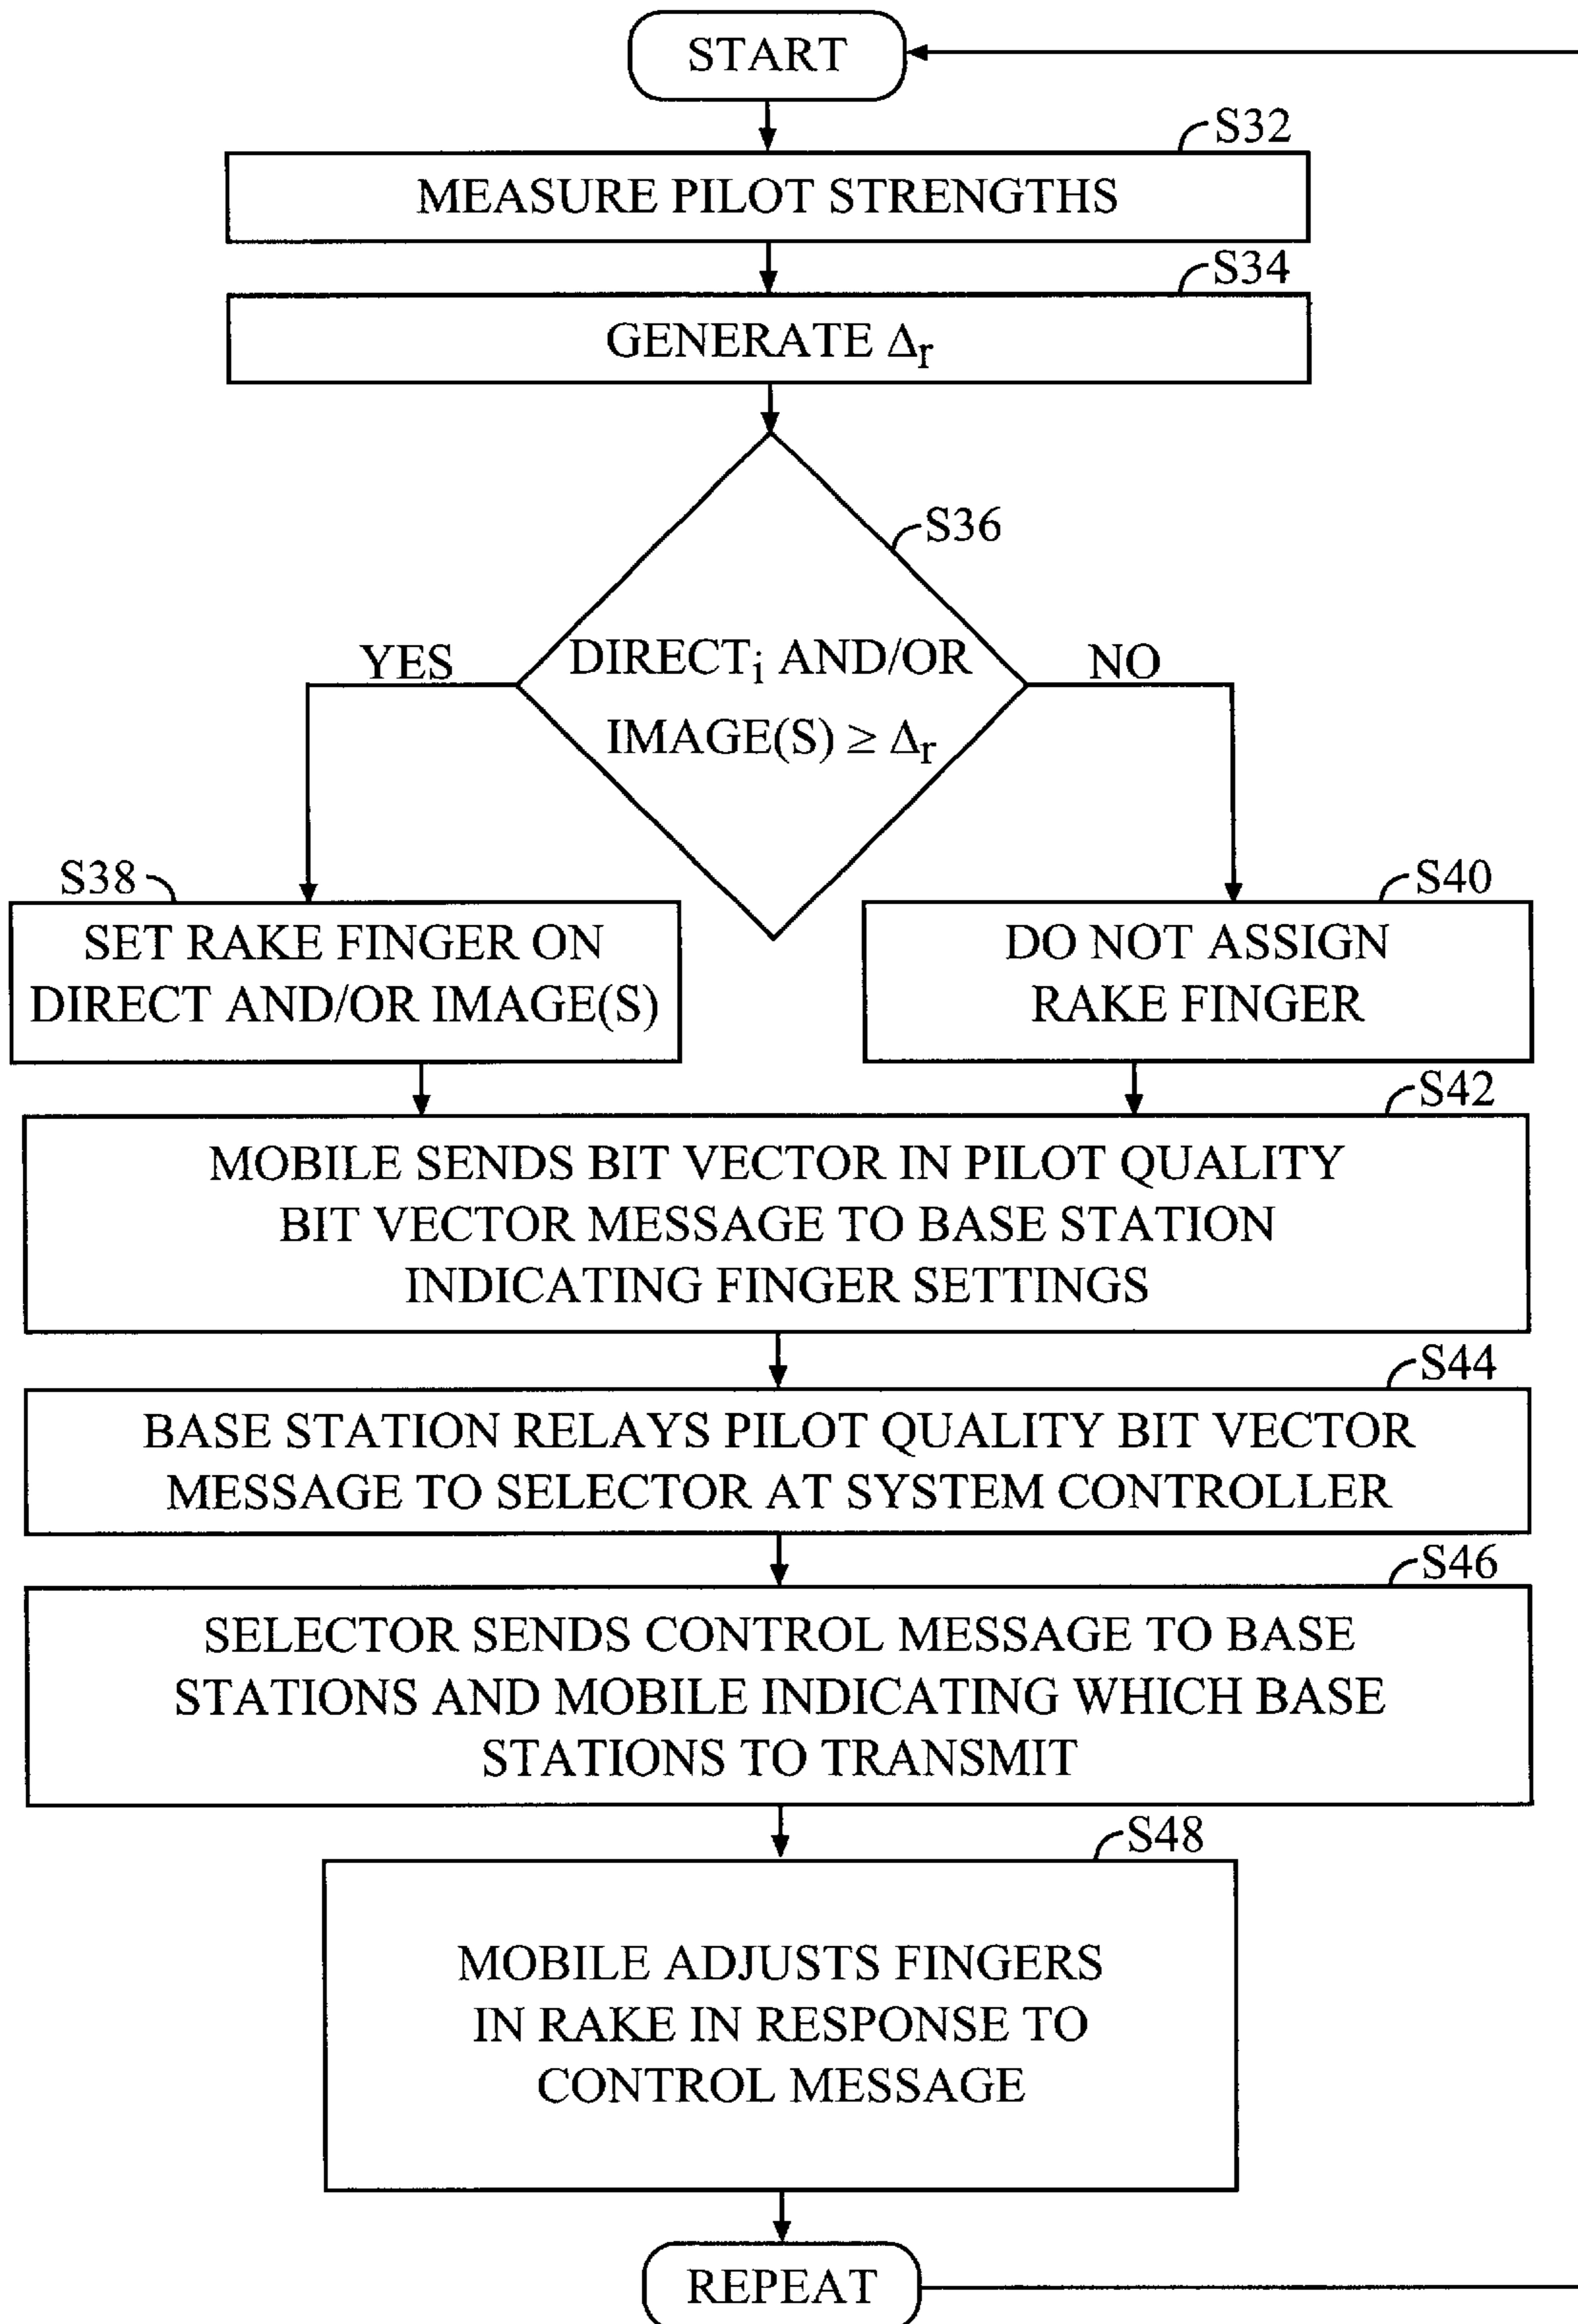 START
S32
MEASURE PILOT STRENGTHS
S34
GENERATE Δr
S36
YES
DIRECTi AND/OR
IMAGE(S) ≥ Δr
NO
S38
SET RAKE FINGER ON
DIRECT AND/OR IMAGE(S)
S40
DO NOT ASSIGN
RAKE FINGER
S42
MOBILE SENDS BIT VECTOR IN PILOT QUALITY
BIT VECTOR MESSAGE TO BASE STATION
INDICATING FINGER SETTINGS
S44
BASE STATION RELAYS PILOT QUALITY BIT VECTOR
MESSAGE TO SELECTOR AT SYSTEM CONTROLLER
S46
SELECTOR SENDS CONTROL MESSAGE TO BASE
STATIONS AND MOBILE INDICATING WHICH BASE
STATIONS TO TRANSMIT
S48
MOBILE ADJUSTS FINGERS
IN RAKE IN RESPONSE TO
CONTROL MESSAGE
REPEAT